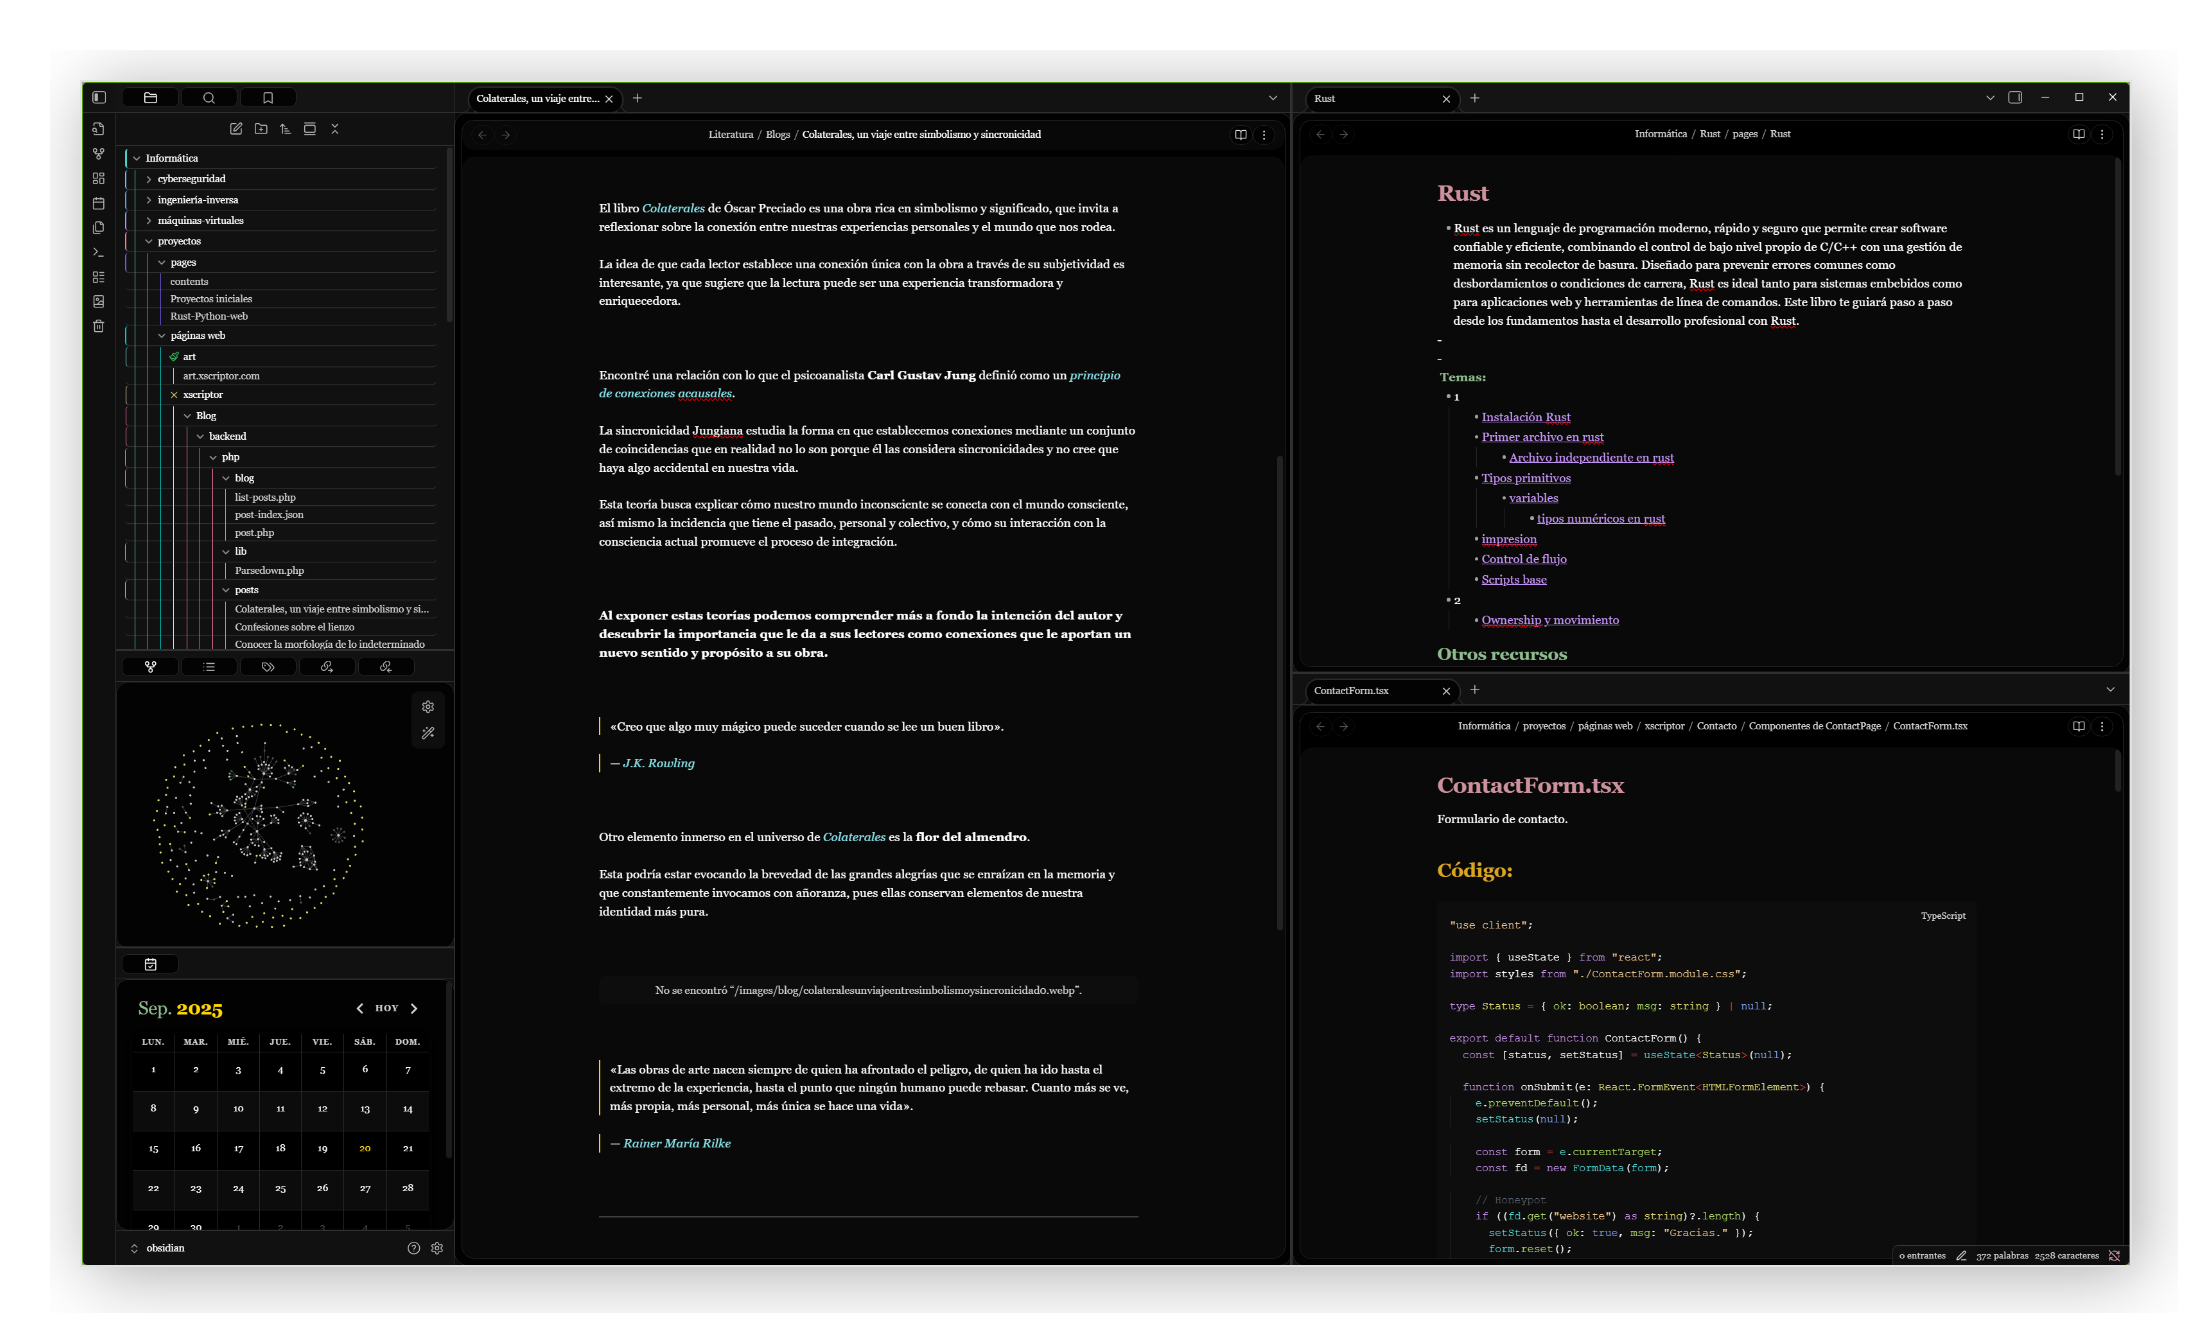 Informática
cyberseguridad
ingeniería-inversa
máquinas-virtuales
proyectos
pages
contents
Proyectos iniciales
Rust-Python-web
páginas web
art
art.xscriptor.com
xscriptor
Blog
backend
php
blog
list-posts.php
post-index.json
post.php
lib
Parsedown.php
posts
Colaterales, un viaje entre simbolismo y si...
Confesiones sobre el lienzo
Conocer la morfología de lo indeterminado
Sep. 2025
HOY
LUN. MAR. MIÉ. JUE. VIE. SÁB. DOM.
1 2 3 4 5 6 7
8 9 10 11 12 13 14
15 16 17 18 19 20 21
22 23 24 25 26 27 28
29 30 1 2 3 4 5
obsidian
Colaterales, un viaje entre...
Literatura / Blogs / Colaterales, un viaje entre simbolismo y sincronicidad
El libro Colaterales de Óscar Preciado es una obra rica en simbolismo y significado, que invita a
reflexionar sobre la conexión entre nuestras experiencias personales y el mundo que nos rodea.
La idea de que cada lector establece una conexión única con la obra a través de su subjetividad es
interesante, ya que sugiere que la lectura puede ser una experiencia transformadora y
enriquecedora.
Encontré una relación con lo que el psicoanalista Carl Gustav Jung definió como un principio
de conexiones acausales.
La sincronicidad Jungiana estudia la forma en que establecemos conexiones mediante un conjunto
de coincidencias que en realidad no lo son porque él las considera sincronicidades y no cree que
haya algo accidental en nuestra vida.
Esta teoría busca explicar cómo nuestro mundo inconsciente se conecta con el mundo consciente,
así mismo la incidencia que tiene el pasado, personal y colectivo, y cómo su interacción con la
consciencia actual promueve el proceso de integración.
Al exponer estas teorías podemos comprender más a fondo la intención del autor y
descubrir la importancia que le da a sus lectores como conexiones que le aportan un
nuevo sentido y propósito a su obra.
«Creo que algo muy mágico puede suceder cuando se lee un buen libro».
— J.K. Rowling
Otro elemento inmerso en el universo de Colaterales es la flor del almendro.
Esta podría estar evocando la brevedad de las grandes alegrías que se enraízan en la memoria y
que constantemente invocamos con añoranza, pues ellas conservan elementos de nuestra
identidad más pura.
No se encontró “/images/blog/colateralesunviajeentresimbolismoysincronicidad0.webp”.
«Las obras de arte nacen siempre de quien ha afrontado el peligro, de quien ha ido hasta el
extremo de la experiencia, hasta el punto que ningún humano puede rebasar. Cuanto más se ve,
más propia, más personal, más única se hace una vida».
— Rainer María Rilke
Rust
Informática / Rust / pages / Rust
Rust
• Rust es un lenguaje de programación moderno, rápido y seguro que permite crear software
confiable y eficiente, combinando el control de bajo nivel propio de C/C++ con una gestión de
memoria sin recolector de basura. Diseñado para prevenir errores comunes como
desbordamientos o condiciones de carrera, Rust es ideal tanto para sistemas embebidos como
para aplicaciones web y herramientas de línea de comandos. Este libro te guiará paso a paso
desde los fundamentos hasta el desarrollo profesional con Rust.
-
-
Temas:
• 1
• Instalación Rust
• Primer archivo en rust
• Archivo independiente en rust
• Tipos primitivos
• variables
• tipos numéricos en rust
• impresion
• Control de flujo
• Scripts base
• 2
• Ownership y movimiento
Otros recursos
ContactForm.tsx
Informática / proyectos / páginas web / xscriptor / Contacto / Componentes de ContactPage / ContactForm.tsx
ContactForm.tsx
Formulario de contacto.
Código:
TypeScript
"use client";
import { useState } from "react";
import styles from "./ContactForm.module.css";
type Status = { ok: boolean; msg: string } | null;
export default function ContactForm() {
const [status, setStatus] = useState<Status>(null);
function onSubmit(e: React.FormEvent<HTMLFormElement>) {
e.preventDefault();
setStatus(null);
const form = e.currentTarget;
const fd = new FormData(form);
// Honeypot
if ((fd.get("website") as string)?.length) {
setStatus({ ok: true, msg: "Gracias." });
form.reset();
0 entrantes 372 palabras 2528 caracteres